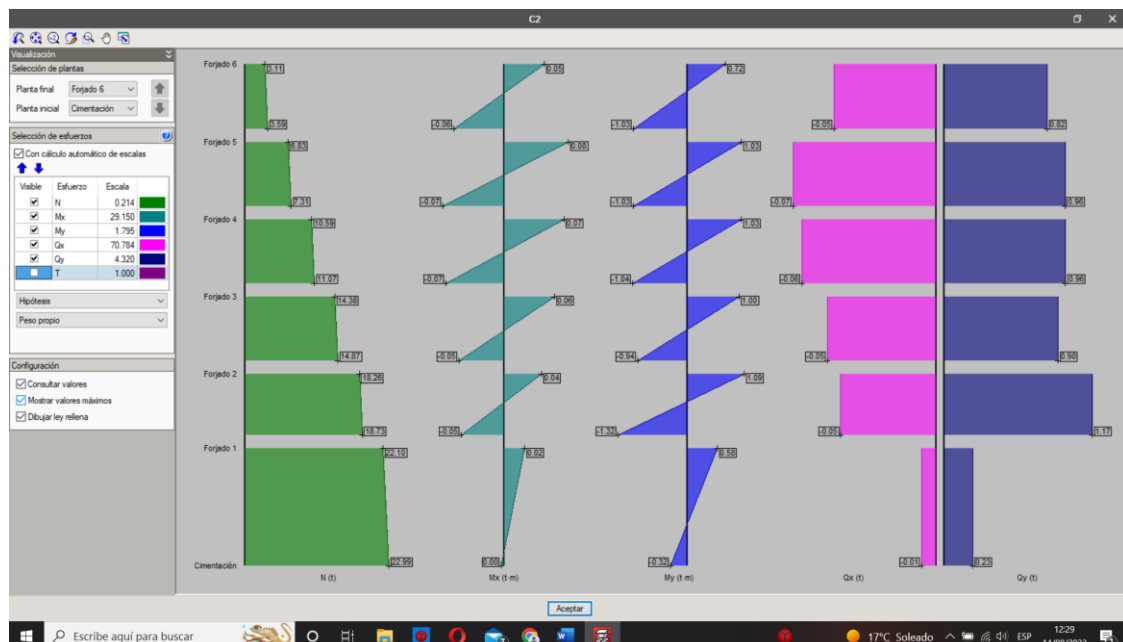 C2
Visualización
Selección de plantas
Planta final Forjado 6
Planta inicial Cimentación
Selección de esfuerzos
Con cálculo automático de escalas
Visible Esfuerzo Escala
N 0.214
Mx 29.150
My 1.795
Qx 70.784
Qy 4.320
T 1.000
Hipótesis
Peso propio
Configuración
Consultar valores
Mostrar valores máximos
Dibujar ley rellena
Forjado 6 3.11 0.05 0.72
3.59 -0.06 -1.03 -0.05 0.82
Forjado 5 6.83 0.08 1.03
7.31 -0.07 -1.03 -0.07 0.96
Forjado 4 10.59 0.07 1.03
11.07 -0.07 -1.04 -0.06 0.96
Forjado 3 14.38 0.06 1.00
14.87 -0.05 -0.94 -0.05 0.90
Forjado 2 18.26 0.04 1.09
18.73 -0.05 -1.32 -0.05 1.17
Forjado 1 22.10 0.02 0.58
Cimentación 22.99 0.00 -0.32 -0.01 0.23
N (t) Mx (t·m) My (t·m) Qx (t) Qy (t)
Aceptar
Escribe aquí para buscar 17°C Soleado ESP 12:29